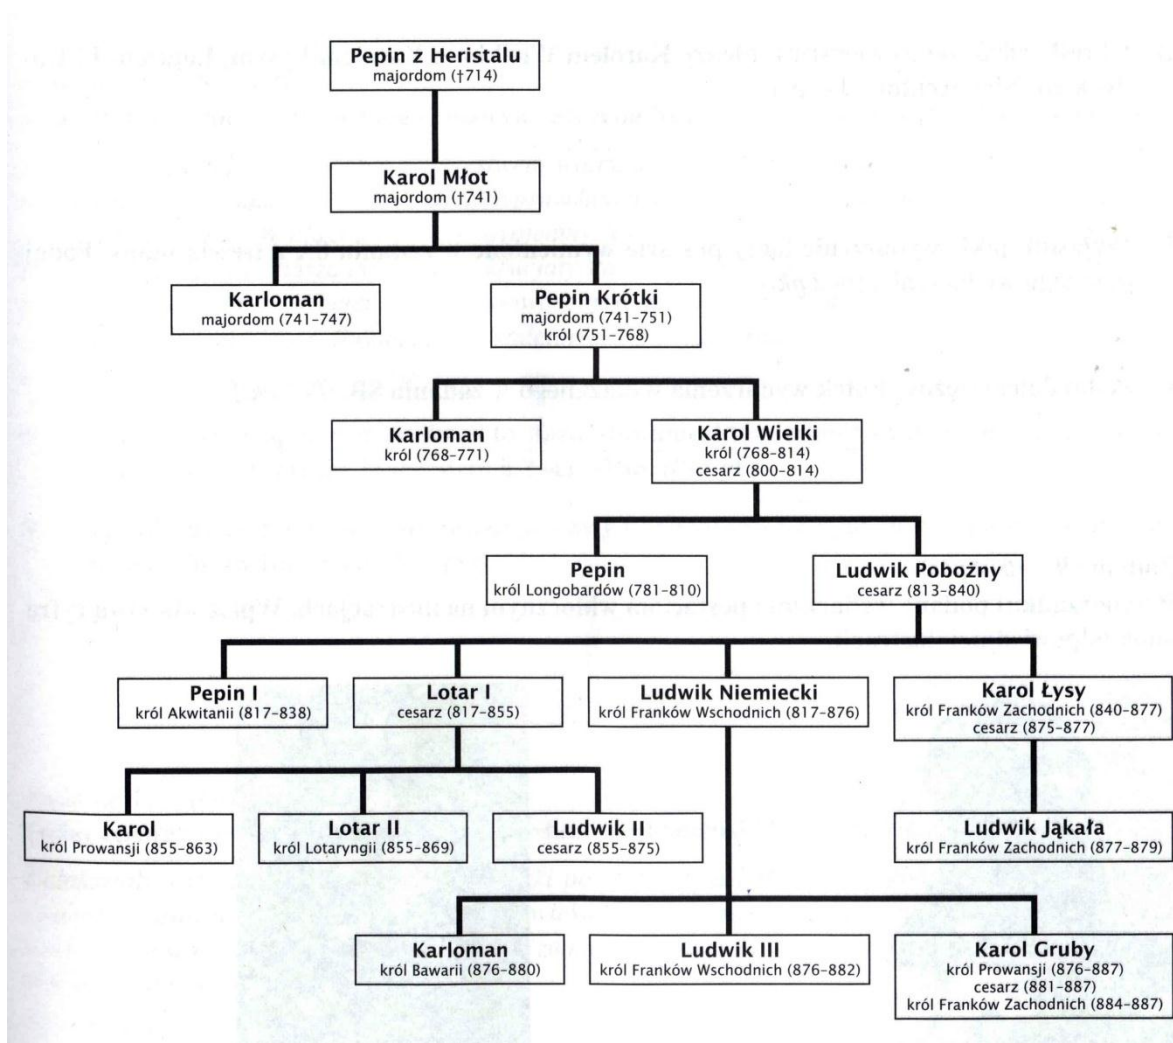 Pepin z Heristalu
majordom (†714)
Karol Młot
majordom (†741)
Karloman
majordom (741–747)
Pepin Krótki
majordom (741–751)
król (751–768)
Karloman
król (768–771)
Karol Wielki
król (768–814)
cesarz (800–814)
Pepin
król Longobardów (781–810)
Ludwik Pobożny
cesarz (813–840)
Pepin I
król Akwitanii (817–838)
Lotar I
cesarz (817–855)
Ludwik Niemiecki
król Franków Wschodnich (817–876)
Karol Łysy
król Franków Zachodnich (840–877)
cesarz (875–877)
Karol
król Prowansji (855–863)
Lotar II
król Lotaryngii (855–869)
Ludwik II
cesarz (855–875)
Ludwik Jąkała
król Franków Zachodnich (877–879)
Karloman
król Bawarii (876–880)
Ludwik III
król Franków Wschodnich (876–882)
Karol Gruby
król Prowansji (876–887)
cesarz (881–887)
król Franków Zachodnich (884–887)